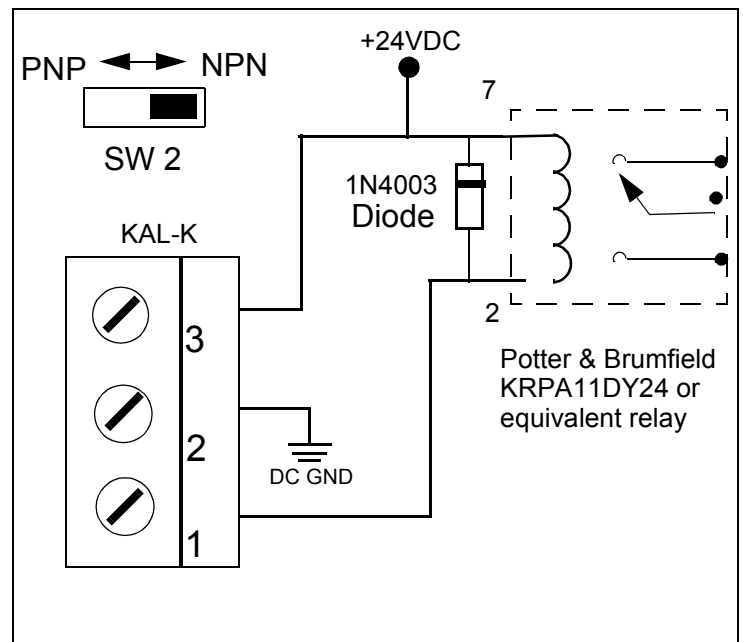 +24VDC
PNP NPN
7
SW 2
1N4003
Diode
KAL-K
3
2
Potter & Brumfield
KRPA11DY24 or
equivalent relay
2
DC GND
1